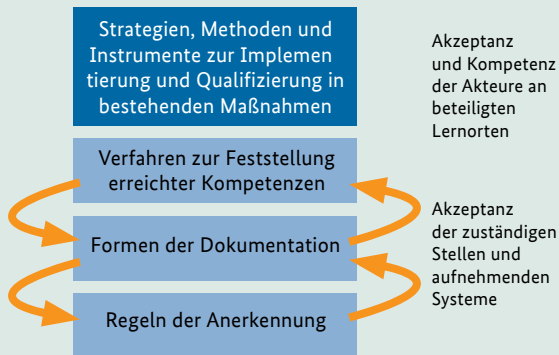 Strategien, Methoden und
Instrumente zur Implemen
tierung und Qualifizierung in
bestehenden Maßnahmen
Akzeptanz
und Kompetenz
der Akteure an
beteiligten
Lernorten
Verfahren zur Feststellung
erreichter Kompetenzen
Formen der Dokumentation
Regeln der Anerkennung
Akzeptanz
der zuständigen
Stellen und
aufnehmenden
Systeme